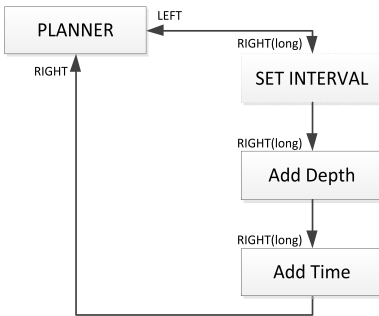 PLANNER
LEFT
RIGHT(long)
RIGHT
SET INTERVAL
RIGHT(long)
Add Depth
RIGHT(long)
Add Time